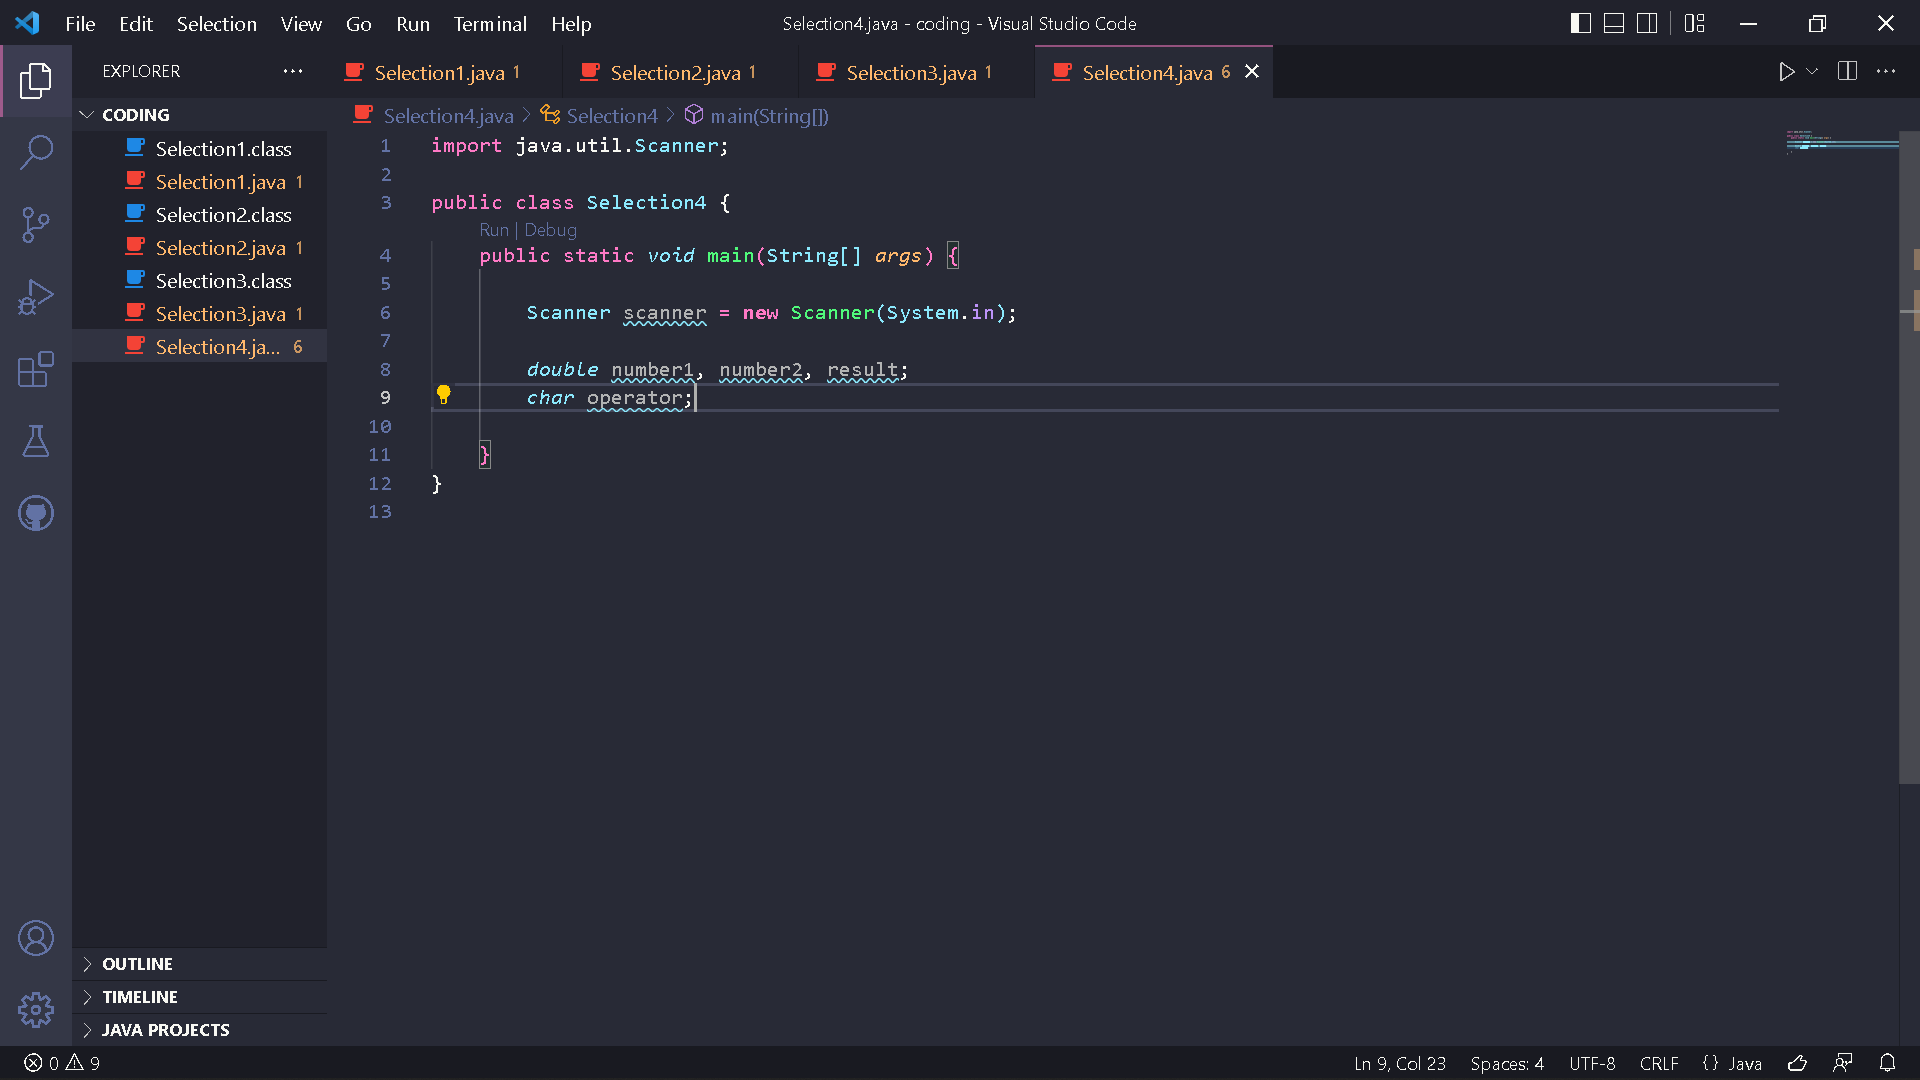 File Edit Selection View Go Run Terminal Help
Selection4.java - coding - Visual Studio Code
EXPLORER
Selection1.java 1
Selection2.java 1
Selection3.java 1
Selection4.java 6
CODING
Selection1.class
Selection1.java 1
Selection2.class
Selection2.java 1
Selection3.class
Selection3.java 1
Selection4.ja... 6
OUTLINE
TIMELINE
JAVA PROJECTS
Selection4.java > Selection4 > main(String[])
1 import java.util.Scanner;
2
3 public class Selection4 {
Run | Debug
4 public static void main(String[] args) {
5
6 Scanner scanner = new Scanner(System.in);
7
8 double number1, number2, result;
9 char operator;
10
11 }
12 }
13
0 9
Ln 9, Col 23 Spaces: 4 UTF-8 CRLF {} Java